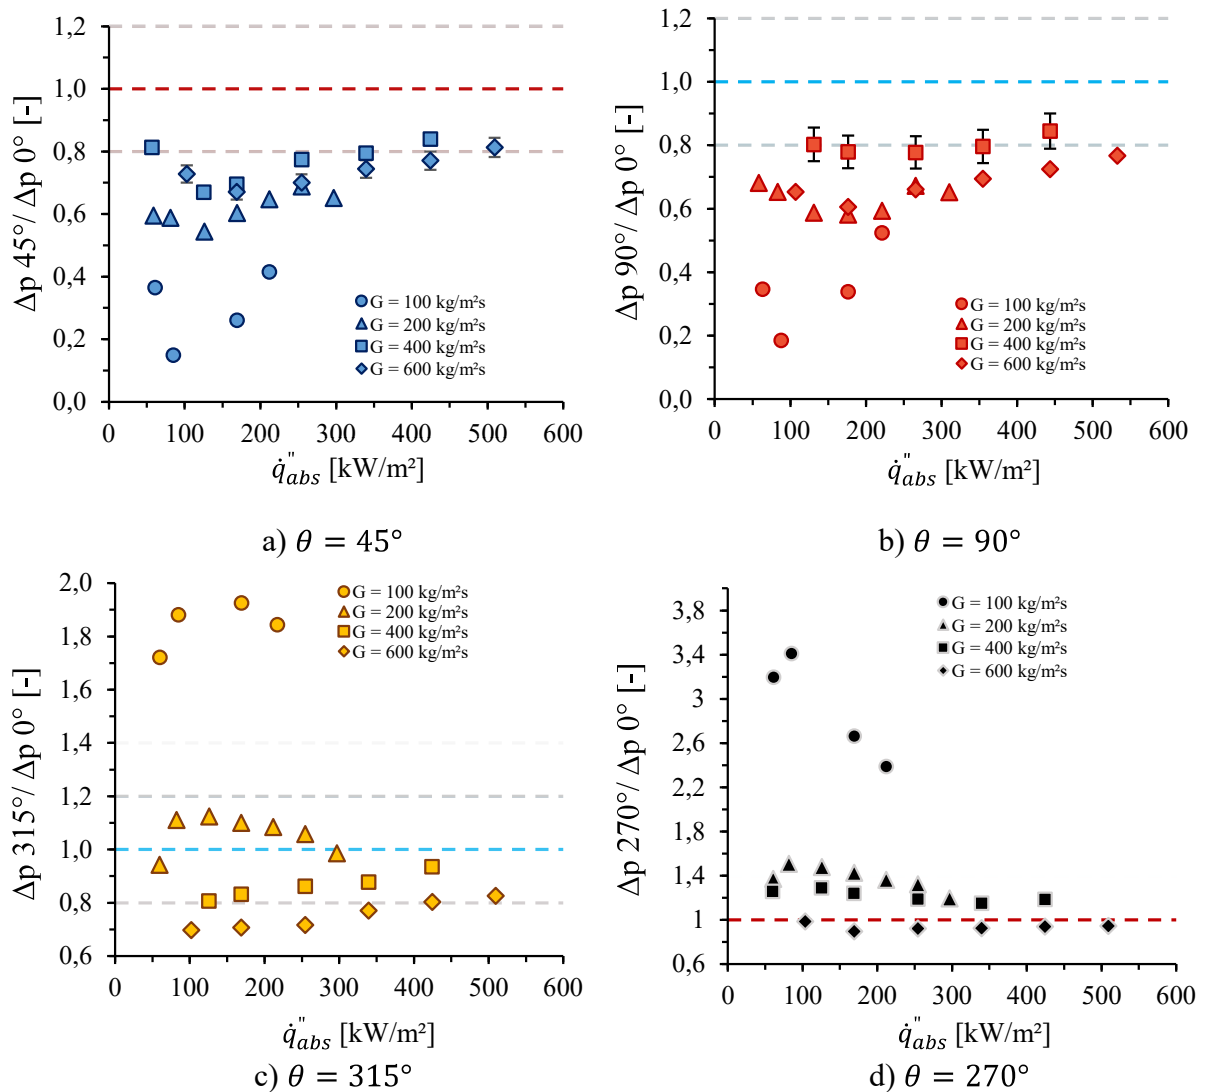 1,2
1,0
0,8
0,6
0,4
0,2
0,0
Δp 45°/ Δp 0° [-]
G = 100 kg/m²s
G = 200 kg/m²s
G = 400 kg/m²s
G = 600 kg/m²s
0 100 200 300 400 500 600
q̇"abs [kW/m²]
a) θ = 45°
1,2
1,0
0,8
0,6
0,4
0,2
0,0
Δp 90°/ Δp 0° [-]
G = 100 kg/m²s
G = 200 kg/m²s
G = 400 kg/m²s
G = 600 kg/m²s
0 100 200 300 400 500 600
q̇"abs [kW/m²]
b) θ = 90°
2,0
1,8
1,6
1,4
1,2
1,0
0,8
0,6
Δp 315°/ Δp 0° [-]
G = 100 kg/m²s
G = 200 kg/m²s
G = 400 kg/m²s
G = 600 kg/m²s
0 100 200 300 400 500 600
q̇"abs [kW/m²]
c) θ = 315°
3,8
3,4
3
2,6
2,2
1,8
1,4
1
0,6
Δp 270°/ Δp 0° [-]
G = 100 kg/m²s
G = 200 kg/m²s
G = 400 kg/m²s
G = 600 kg/m²s
0 100 200 300 400 500 600
q̇"abs [kW/m²]
d) θ = 270°